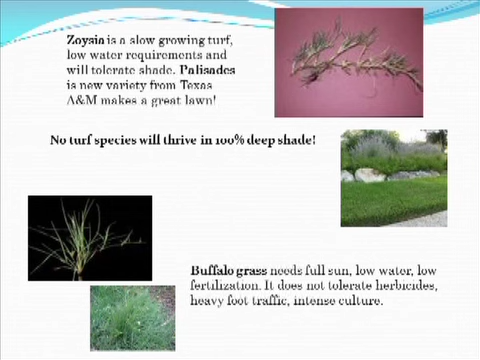 Zoysia is a slow growing turf,
low water requirements and
will tolerate shade. Palisades
is new variety from Texas
A&M makes a great lawn!
No turf species will thrive in 100% deep shade!
Buffalo grass needs full sun, low water, low
fertilization. It does not tolerate herbicides,
heavy foot traffic, intense culture.